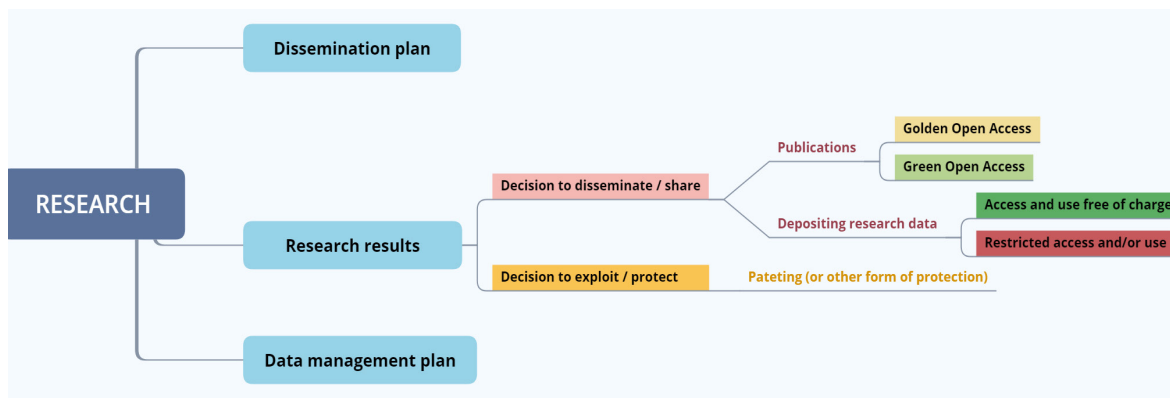 Dissemination plan
Golden Open Access
Publications
Green Open Access
Decision to disseminate / share
RESEARCH
Access and use free of charge
Depositing research data
Research results
Restricted access and/or use
Decision to exploit / protect
Pateting (or other form of protection)
Data management plan